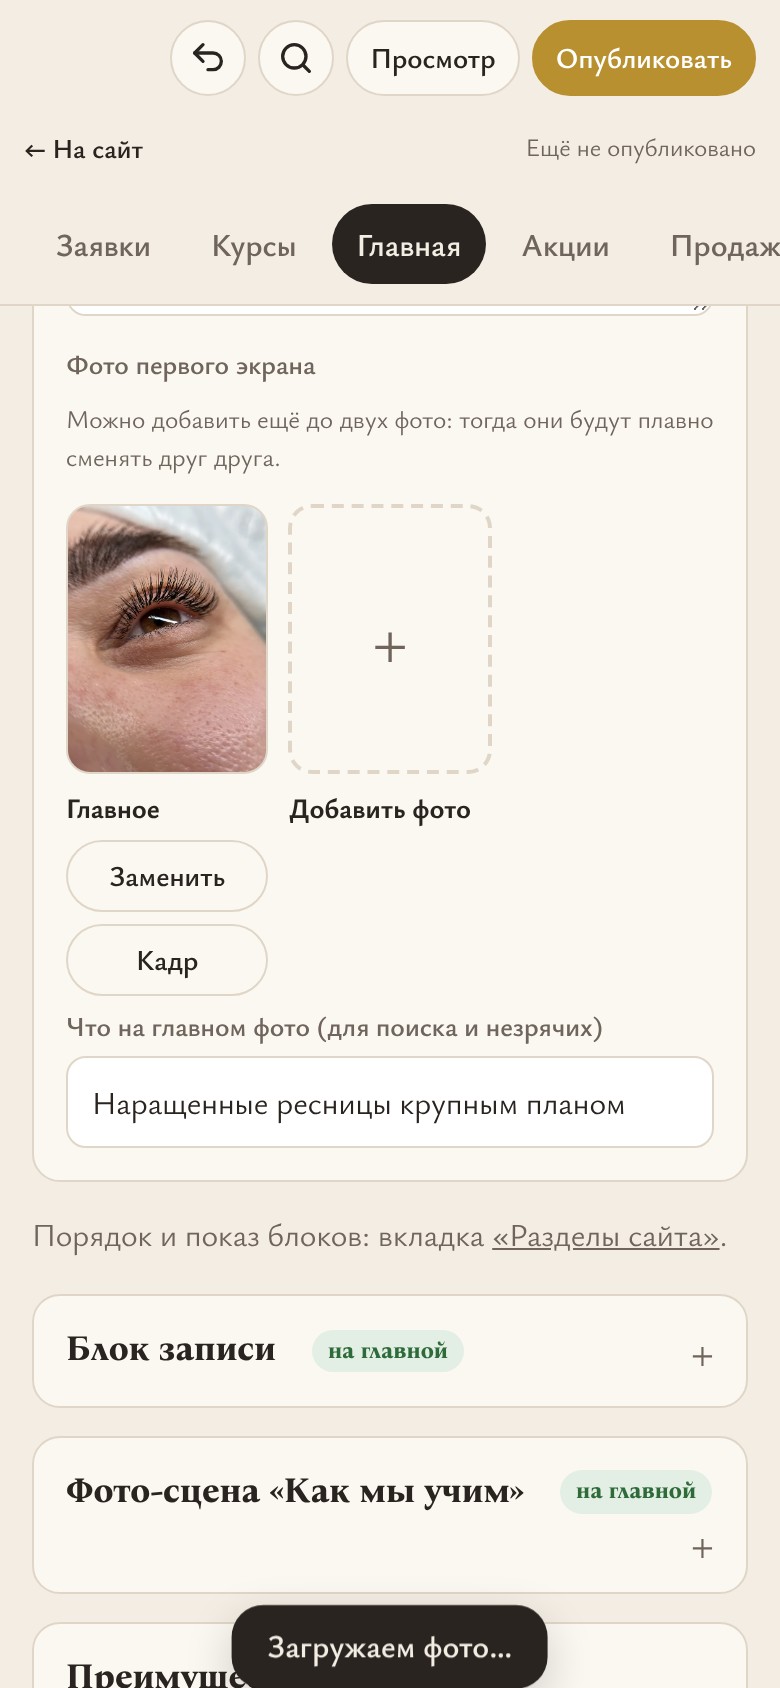 Просмотр
Опубликовать
← На сайт
Ещё не опубликовано
Заявки
Курсы
Главная
Акции
Продаж
Фото первого экрана
Можно добавить ещё до двух фото: тогда они будут плавно
сменять друг друга.
Главное
Добавить фото
Заменить
Кадр
Что на главном фото (для поиска и незрячих)
Наращенные ресницы крупным планом
Порядок и показ блоков: вкладка «Разделы сайта».
Блок записи
на главной
Фото-сцена «Как мы учим»
на главной
Преимуще
Загружаем фото...